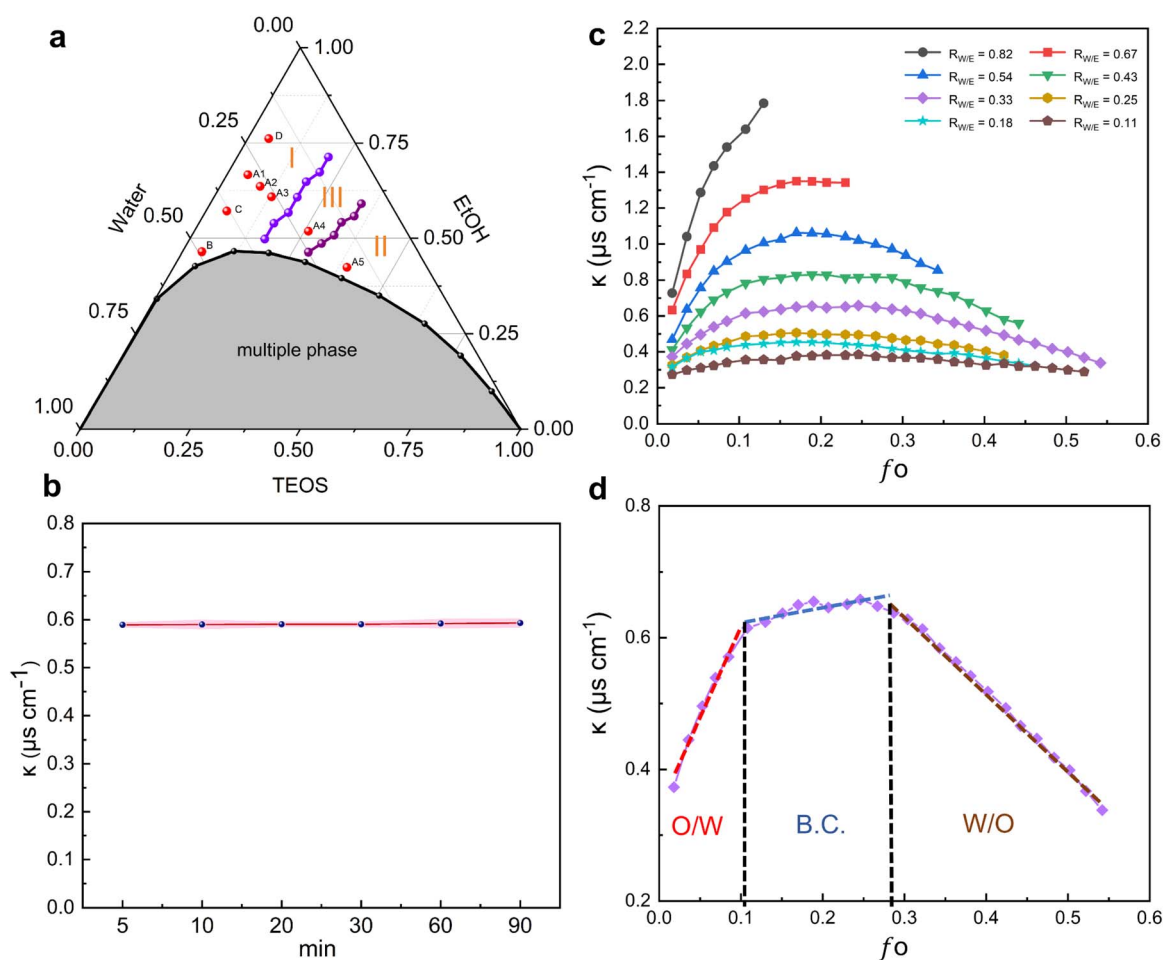 a
0.00
1.00
0.25
0.75
0.50
0.50
0.75
0.25
1.00
0.00
0.00
0.25
0.50
0.75
1.00
Water
EtOH
TEOS
D
A1
A2
A3
C
B
A4
A5
I
III
II
multiple phase
b
0.8
0.7
0.6
0.5
0.4
0.3
0.2
0.1
0.0
κ (μs cm⁻¹)
5 10 20 30 60 90
min
c
2.2
2.0
1.8
1.6
1.4
1.2
1.0
0.8
0.6
0.4
0.2
0.0
κ (μs cm⁻¹)
R_W/E = 0.82 R_W/E = 0.67
R_W/E = 0.54 R_W/E = 0.43
R_W/E = 0.33 R_W/E = 0.25
R_W/E = 0.18 R_W/E = 0.11
0.0 0.1 0.2 0.3 0.4 0.5 0.6
fo
d
0.8
0.6
0.4
0.2
κ (μs cm⁻¹)
O/W B.C. W/O
0.0 0.1 0.2 0.3 0.4 0.5 0.6
fo